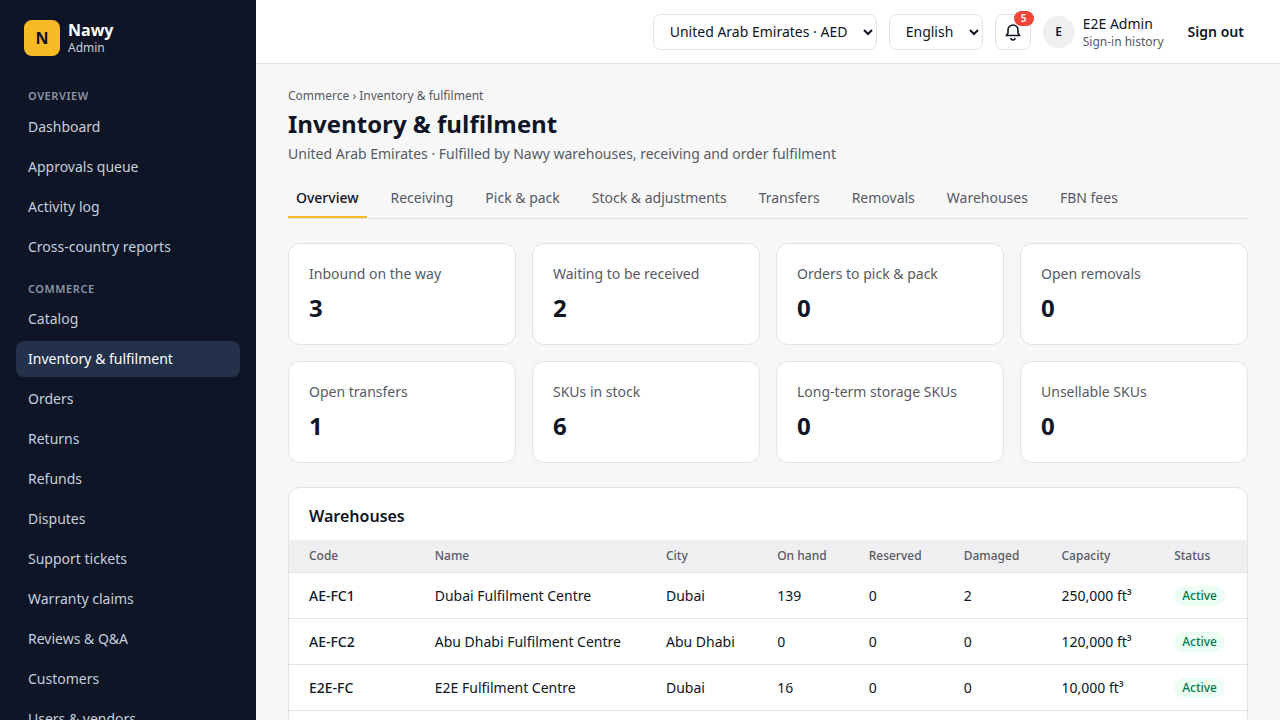 N
Nawy
Admin
OVERVIEW
Dashboard
Approvals queue
Activity log
Cross-country reports
COMMERCE
Catalog
Inventory & fulfilment
Orders
Returns
Refunds
Disputes
Support tickets
Warranty claims
Reviews & Q&A
Customers
Users & vendors
United Arab Emirates · AED
English
5
E
E2E Admin
Sign-in history
Sign out
Commerce › Inventory & fulfilment
Inventory & fulfilment
United Arab Emirates · Fulfilled by Nawy warehouses, receiving and order fulfilment
Overview Receiving Pick & pack Stock & adjustments Transfers Removals Warehouses FBN fees
Inbound on the way Waiting to be received Orders to pick & pack Open removals
3 2 0 0
Open transfers SKUs in stock Long-term storage SKUs Unsellable SKUs
1 6 0 0
Warehouses
Code Name City On hand Reserved Damaged Capacity Status
AE-FC1 Dubai Fulfilment Centre Dubai 139 0 2 250,000 ft³ Active
AE-FC2 Abu Dhabi Fulfilment Centre Abu Dhabi 0 0 0 120,000 ft³ Active
E2E-FC E2E Fulfilment Centre Dubai 16 0 0 10,000 ft³ Active